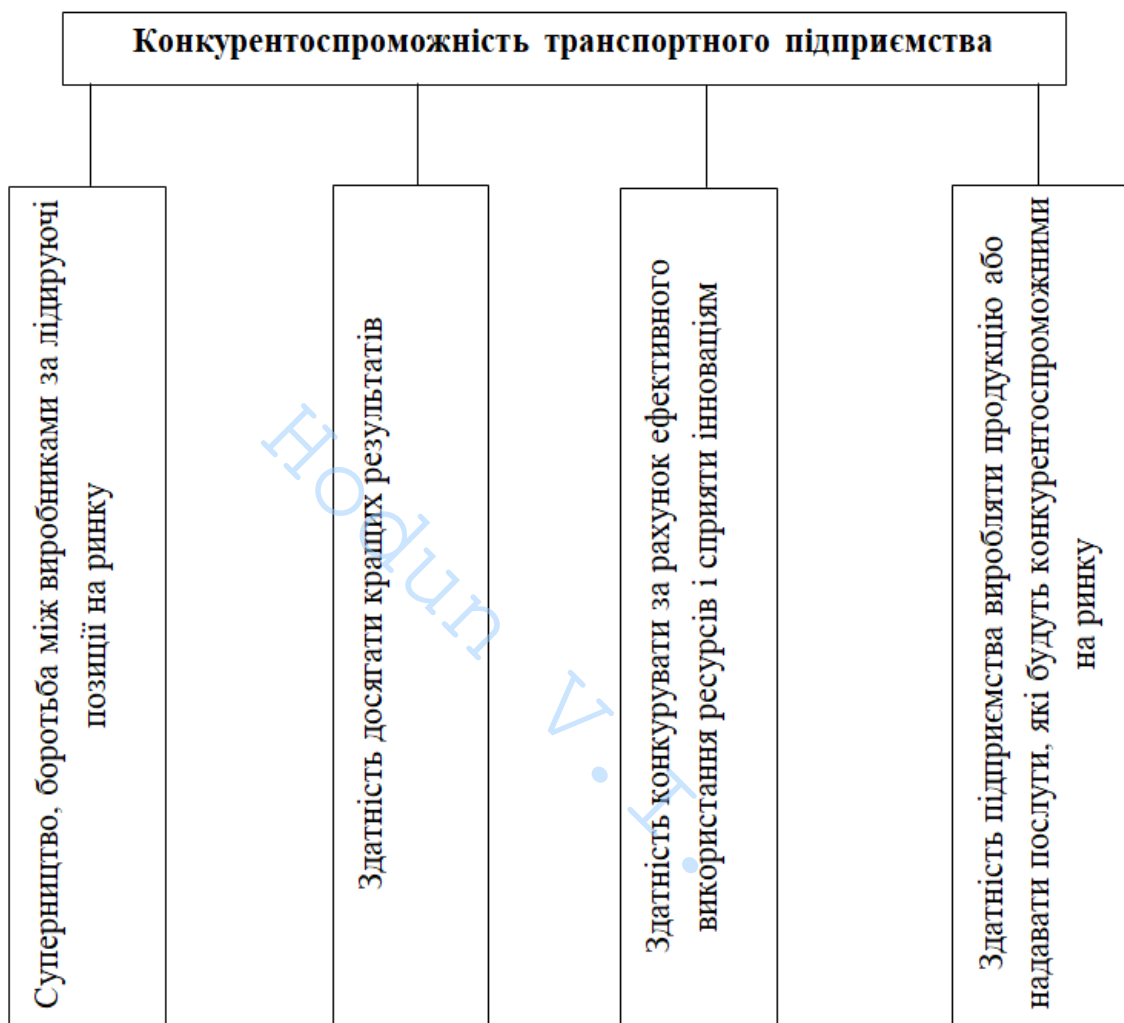 Конкурентоспроможність транспортного підприємства
Суперництво, боротьба між виробниками за лідируючі
позиції на ринку
Здатність досягати кращих результатів
Здатність конкурувати за рахунок ефективного
використання ресурсів і сприяти інноваціям
Здатність підприємства виробляти продукцію або
надавати послуги, які будуть конкурентоспроможними
на ринку
Hodun V.I.